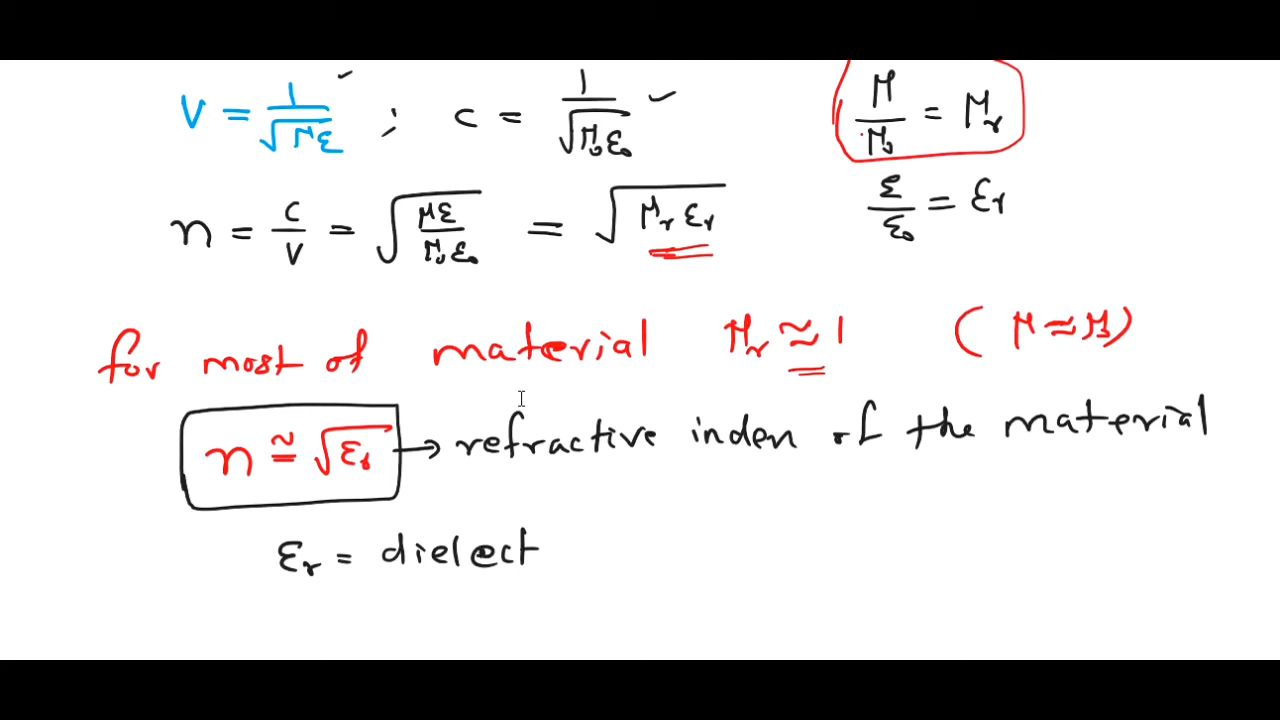 V = 1/√με ; c = 1/√μ₀ε₀ μ/μ₀ = μᵣ
n = c/v = √(με/μ₀ε₀) = √μᵣεᵣ ε/ε₀ = εᵣ
for most of material μᵣ ≈ 1 (μ≈μ₀)
n ≅ √εᵣ → refractive inden of the material
εᵣ = dielect